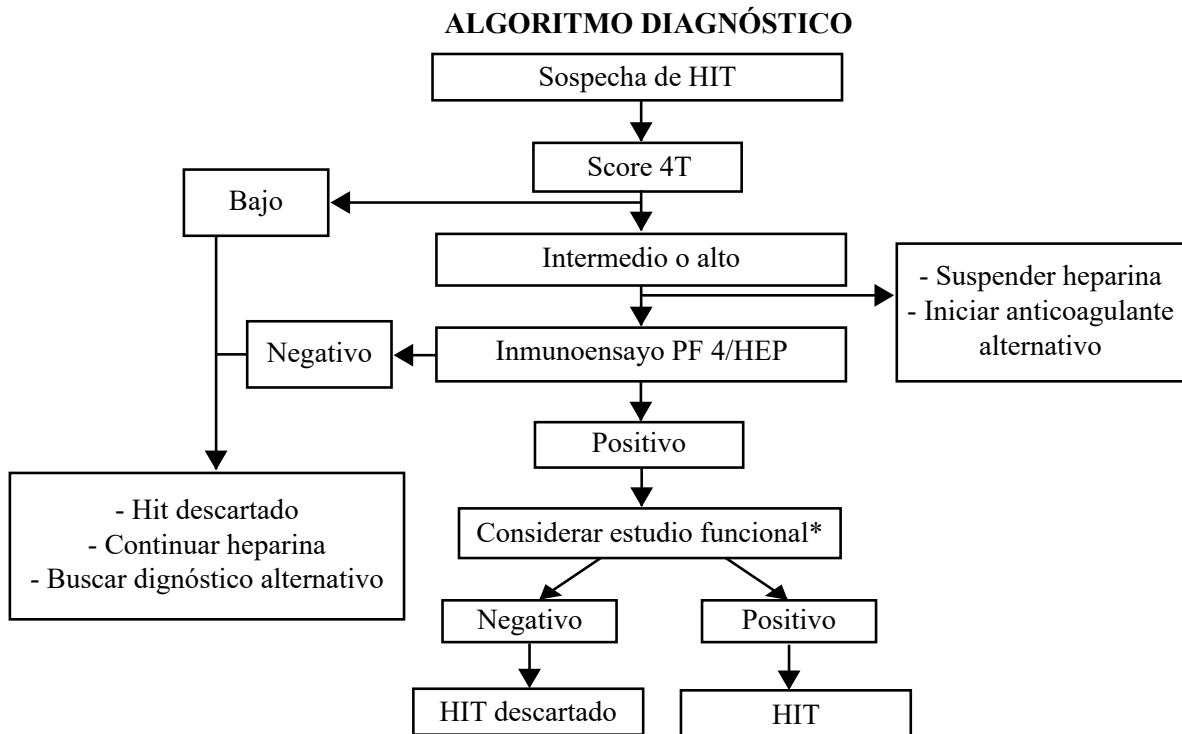 ALGORITMO DIAGNÓSTICO
Sospecha de HIT
Score 4T
Bajo
Intermedio o alto
- Suspender heparina
- Iniciar anticoagulante
alternativo
Negativo
Inmunoensayo PF 4/HEP
Positivo
- Hit descartado
- Continuar heparina
- Buscar dignóstico alternativo
Considerar estudio funcional*
Negativo
Positivo
HIT descartado
HIT